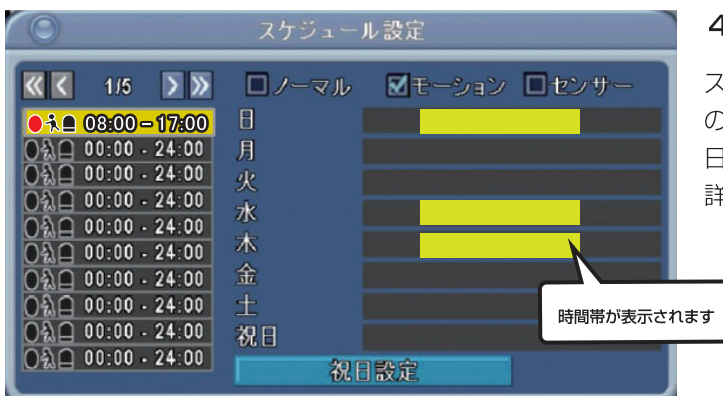 スケジュール設定
1/5
ノーマル モーション センサー
08:00 - 17:00
00:00 - 24:00
00:00 - 24:00
00:00 - 24:00
00:00 - 24:00
00:00 - 24:00
00:00 - 24:00
00:00 - 24:00
00:00 - 24:00
00:00 - 24:00
日
月
火
水
木
金
土
祝日
祝日設定
時間帯が表示されます
4
ス
の
日
詳